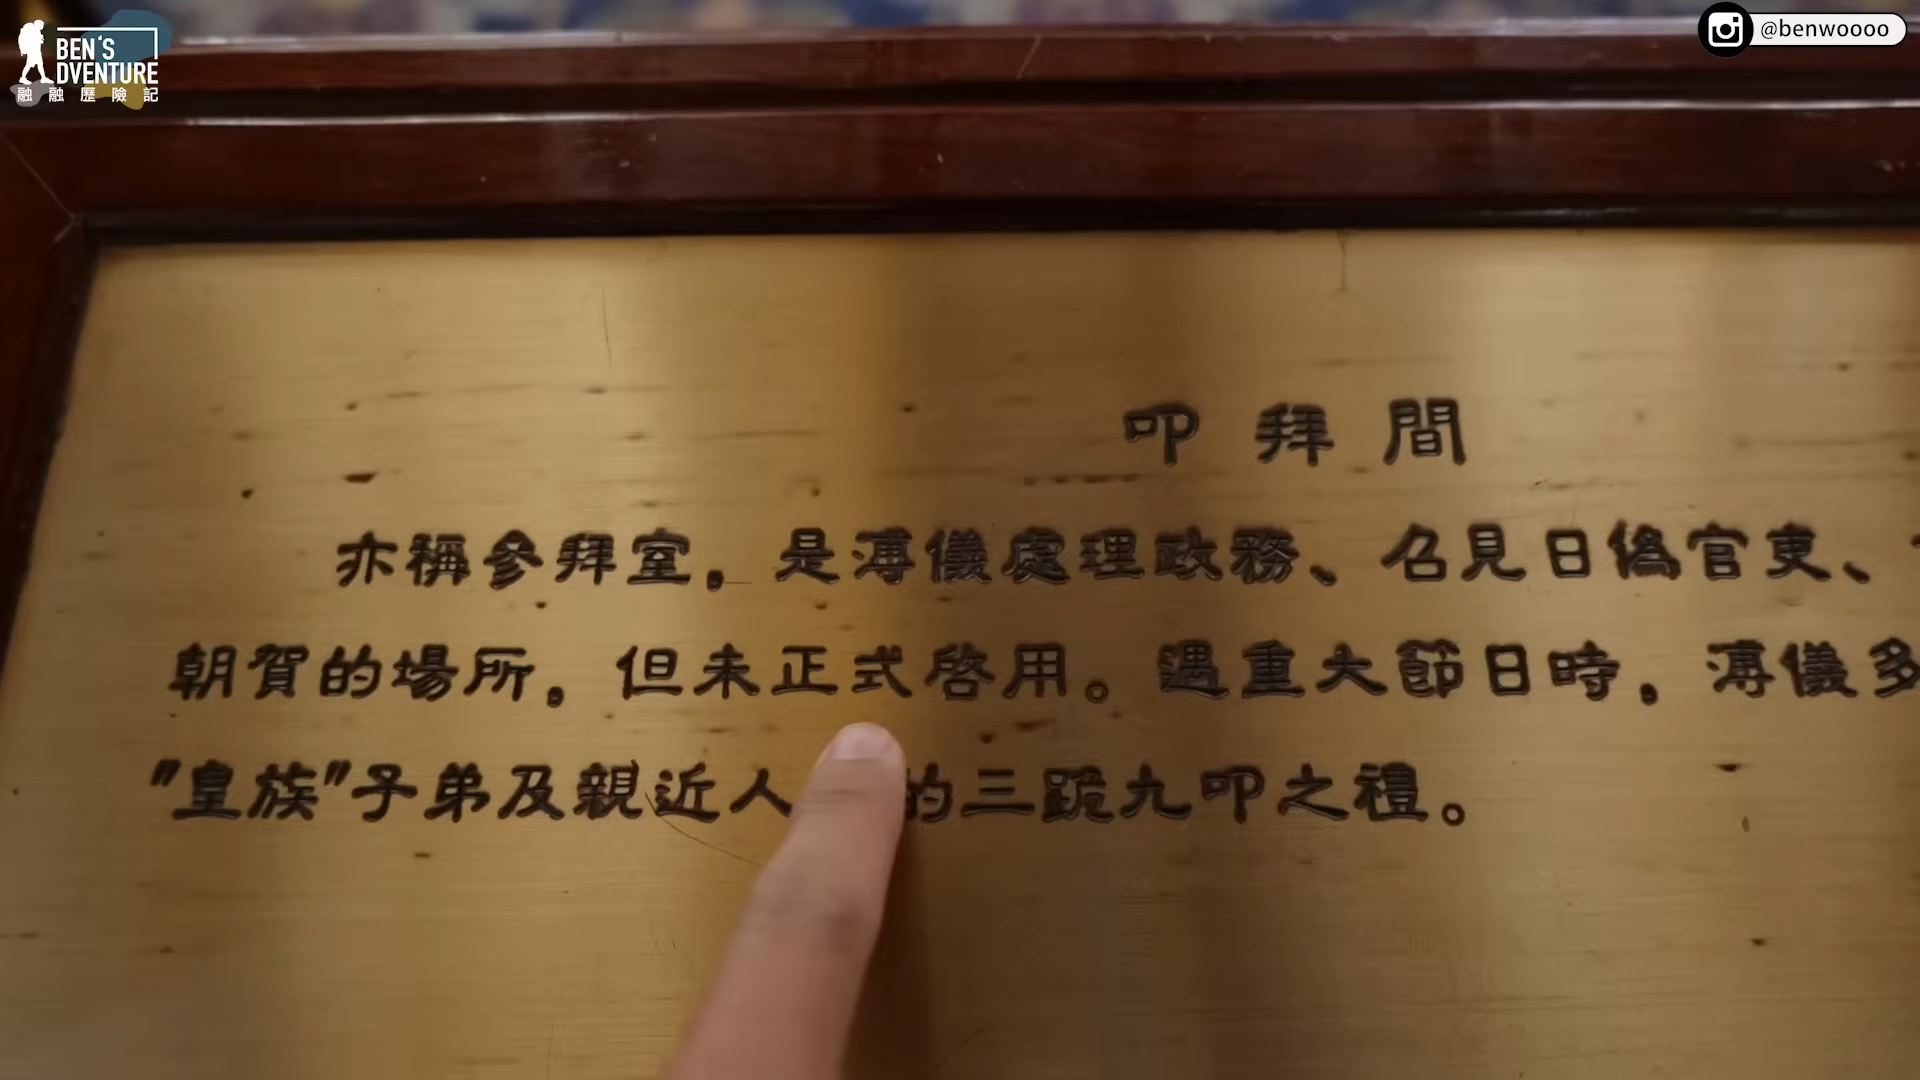 BEN'S
DVENTURE
融融歷險記
@benwoooo
叩拜間
亦稱參拜室，是溥儀處理政務、召見日僞官吏、
朝賀的場所，但未正式啓用。遇重大節日時，溥儀多
"皇族"子弟及親近人 的三跪九叩之禮。